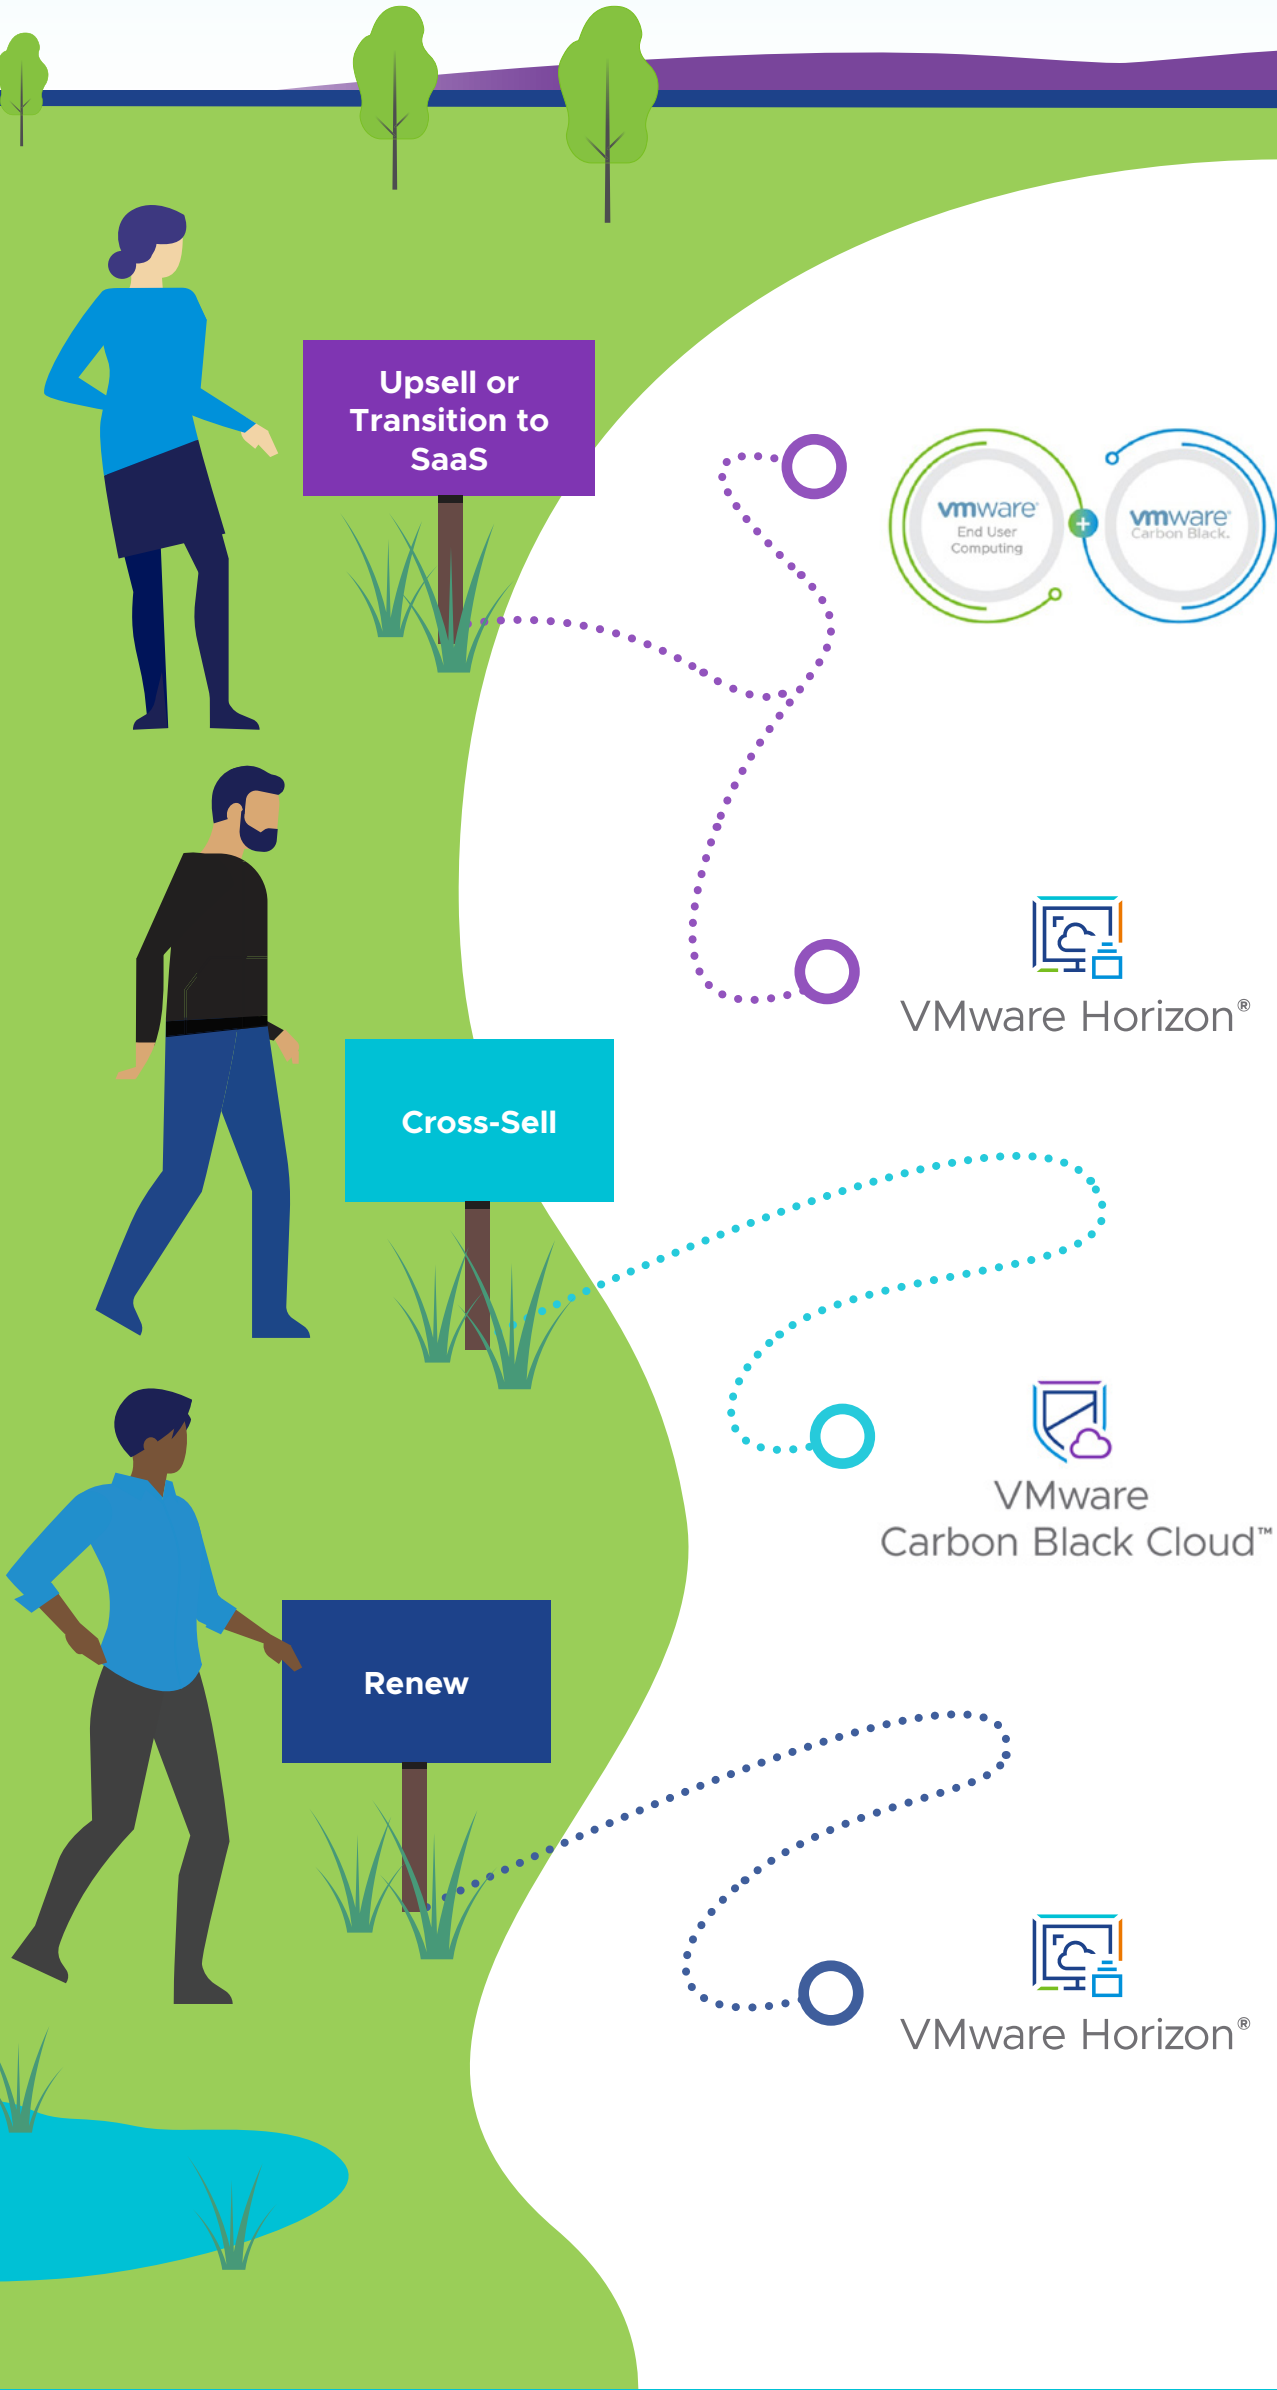 Upsell or
Transition to
SaaS
vmware®
End User
Computing
+
vmware®
Carbon Black.
VMware Horizon®
Cross-Sell
VMware
Carbon Black Cloud™
Renew
VMware Horizon®